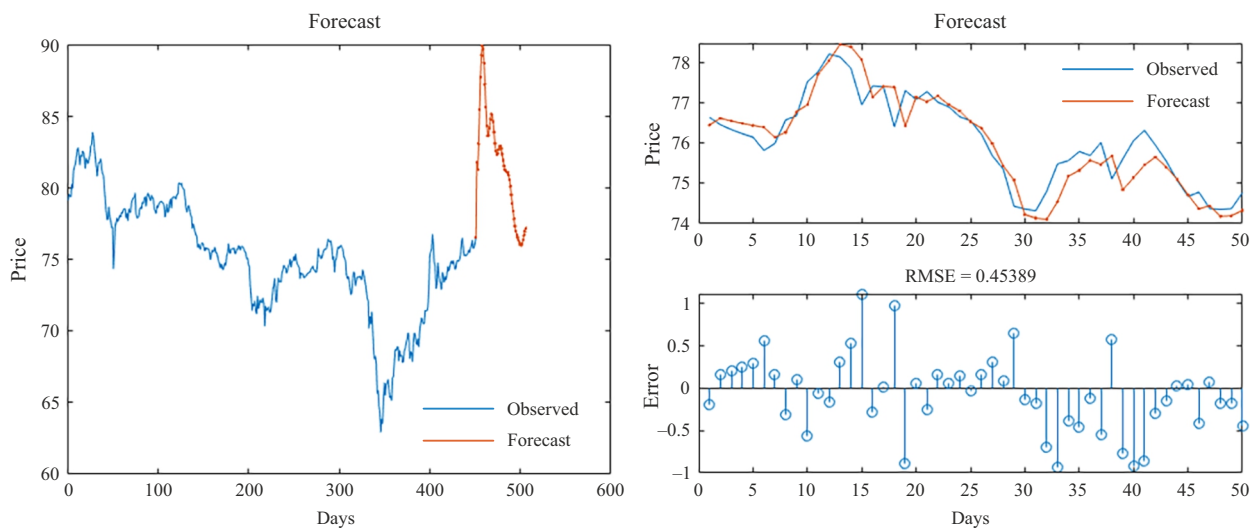 Forecast
90
85
80
75
70
65
60
Price
0 100 200 300 400 500 600
Days
Observed
Forecast
Forecast
78
77
76
75
74
Price
0 5 10 15 20 25 30 35 40 45 50
Observed
Forecast
RMSE = 0.45389
1
0.5
0
–0.5
–1
Error
0 5 10 15 20 25 30 35 40 45 50
Days